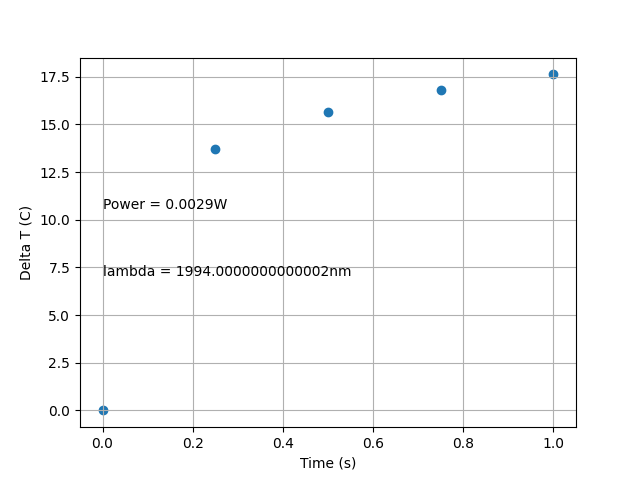 17.5
15.0
12.5
Power = 0.0029W
10.0
lambda = 1994.0000000000002nm
7.5
5.0
2.5
0.0
Delta T (C)
0.0 0.2 0.4 0.6 0.8 1.0
Time (s)